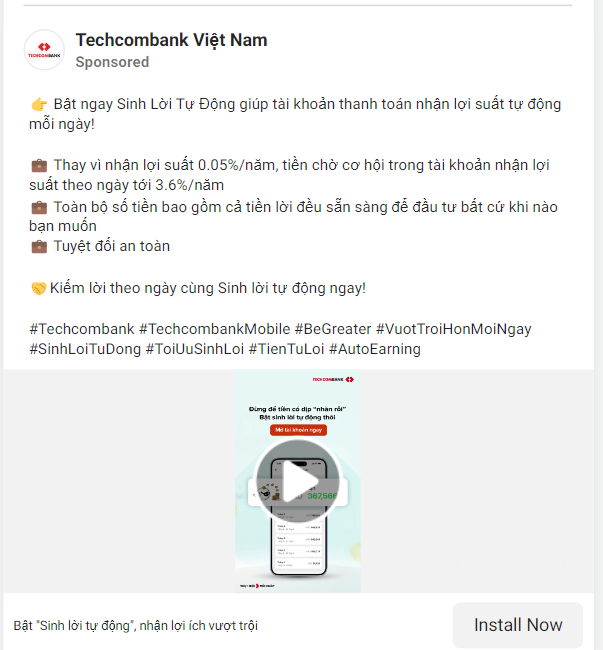 Techcombank Việt Nam
TECHCOMBANK
Sponsored
👉 Bật ngay Sinh Lời Tự Động giúp tài khoản thanh toán nhận lợi suất tự động
mỗi ngày!
💼 Thay vì nhận lợi suất 0.05%/năm, tiền chờ cơ hội trong tài khoản nhận lợi
suất theo ngày tới 3.6%/năm
💼 Toàn bộ số tiền bao gồm cả tiền lời đều sẵn sàng để đầu tư bất cứ khi nào
bạn muốn
💼 Tuyệt đối an toàn
🤝Kiếm lời theo ngày cùng Sinh lời tự động ngay!
#Techcombank #TechcombankMobile #BeGreater #VuotTroiHonMoiNgay
#SinhLoiTuDong #ToiUuSinhLoi #TienTuLoi #AutoEarning
TECHCOMBANK
Đừng để tiền có dịp "nhàn rỗi"
Bật sinh lời tự động thôi
Mở tài khoản ngay
367,566
Bật "Sinh lời tự động", nhận lợi ích vượt trội
Install Now